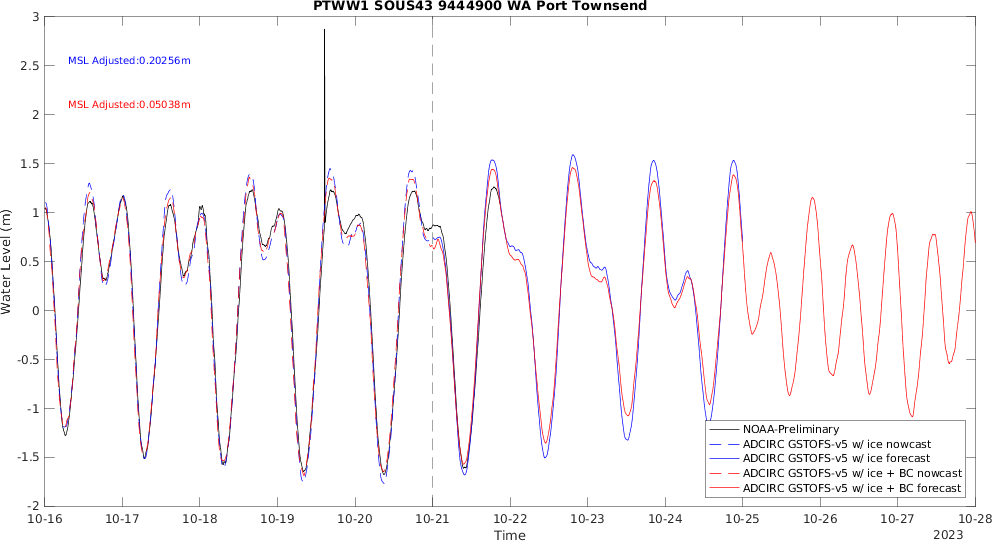 PTWW1 SOUS43 9444900 WA Port Townsend
MSL Adjusted:0.20256m
MSL Adjusted:0.05038m
Water Level (m)
3
2.5
2
1.5
1
0.5
0
-0.5
-1
-1.5
-2
NOAA-Preliminary
ADCIRC GSTOFS-v5 w/ ice nowcast
ADCIRC GSTOFS-v5 w/ ice forecast
ADCIRC GSTOFS-v5 w/ ice + BC nowcast
ADCIRC GSTOFS-v5 w/ ice + BC forecast
10-16 10-17 10-18 10-19 10-20 10-21 10-22 10-23 10-24 10-25 10-26 10-27 10-28
Time
2023